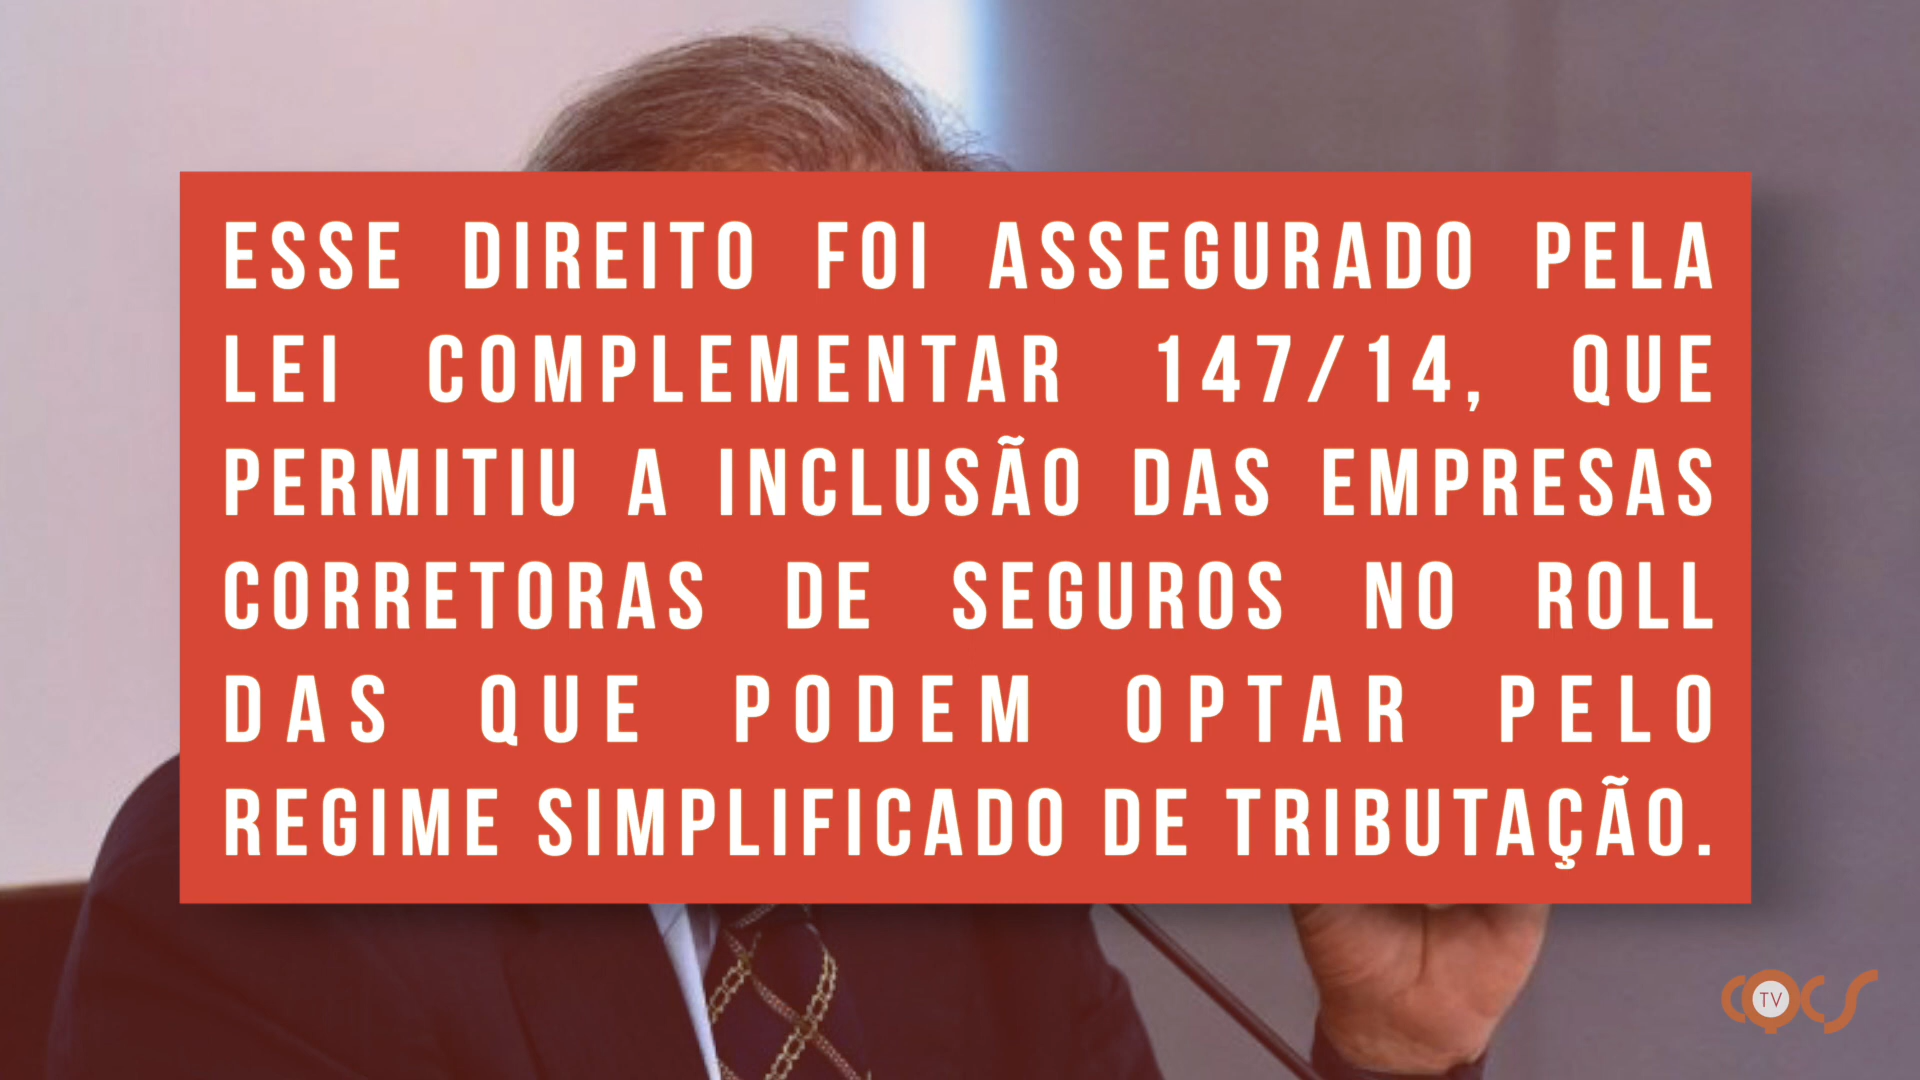 ESSE DIREITO FOI ASSEGURADO PELA
LEI COMPLEMENTAR 147/14, QUE
PERMITIU A INCLUSÃO DAS EMPRESAS
CORRETORAS DE SEGUROS NO ROLL
DAS QUE PODEM OPTAR PELO
REGIME SIMPLIFICADO DE TRIBUTAÇÃO.
CQCS
TV